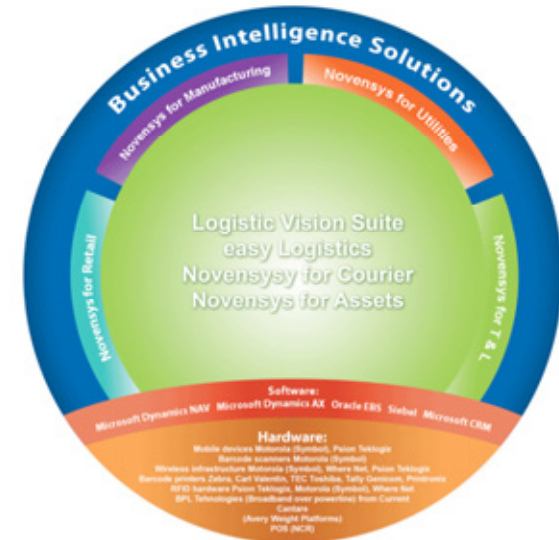 Business Intelligence Solutions
Novensys for Manufacturing
Novensys for Utilities
Novensys for Retail
Novensys for T & L
Logistic Vision Suite
easy Logistics
Novensysy for Courier
Novensys for Assets
Software:
Microsoft Dynamics NAV Microsoft Dynamics AX Oracle EBS Siebel Microsoft CRM
Hardware:
Mobile devices Motorola (Symbol), Psion Teklogix
Barcode scanners Motorola (Symbol)
Wireless infrastructure Motorola (Symbol), Where Net, Psion Teklogix
Barcode printers Zebra, Carl Valentin, TEC Toshiba, Tally Genicom, Printronix
RFID hardware Psion Teklogix, Motorola (Symbol), Where Net
BPL Tehnologies (Broadband over powerline) from Current
Cantare
(Avery Weight Platforms)
POS (NCR)